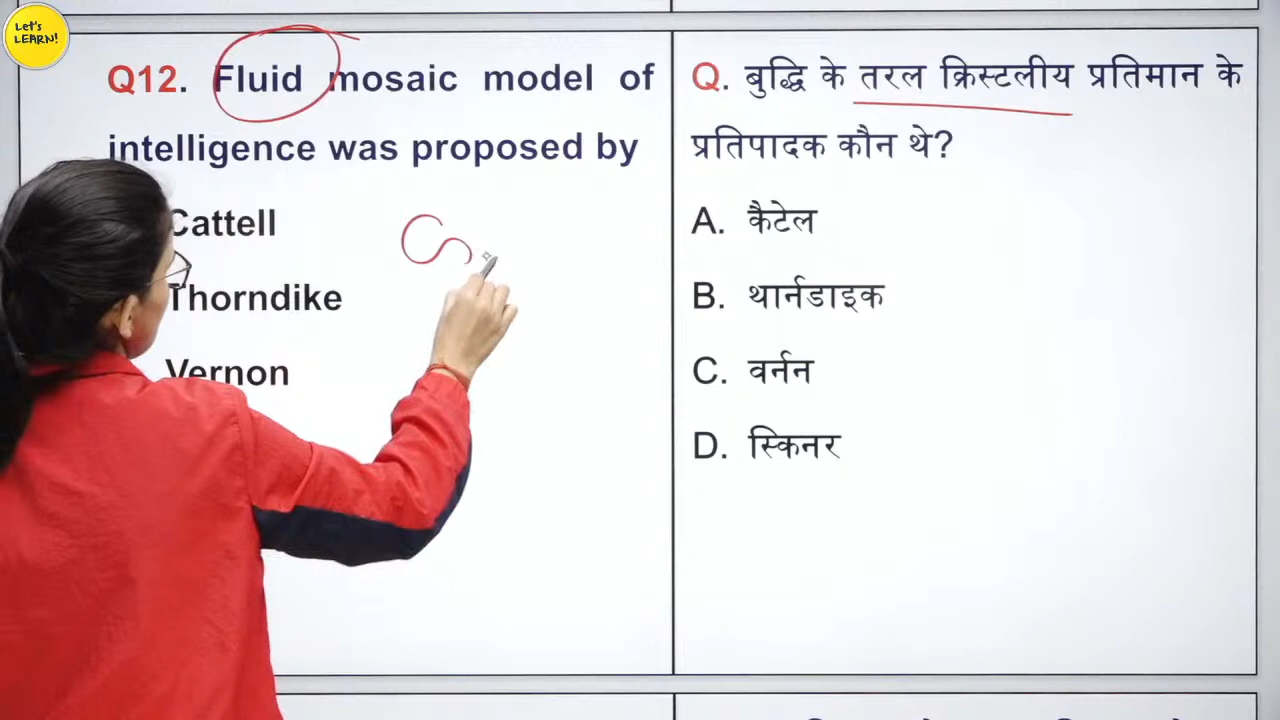 Let's
LEARN!
Q12. Fluid mosaic model of
intelligence was proposed by
Cattell
Thorndike
Vernon
Q. बुद्धि के तरल क्रिस्टलीय प्रतिमान के
प्रतिपादक कौन थे?
A. कैटेल
B. थार्नडाइक
C. वर्नन
D. स्किनर